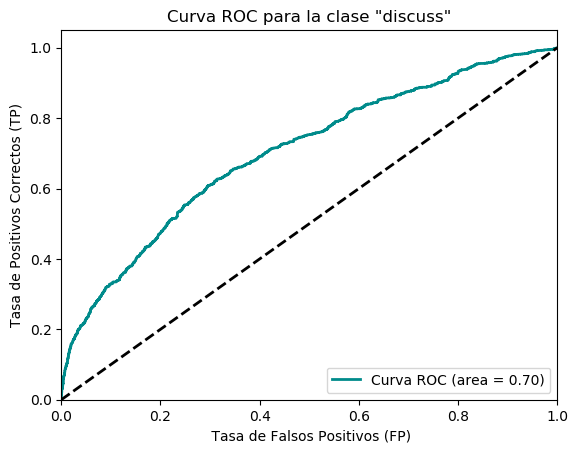 Curva ROC para la clase "discuss"
Tasa de Positivos Correctos (TP)
1.0
0.8
0.6
0.4
0.2
0.0
0.0 0.2 0.4 0.6 0.8 1.0
Curva ROC (area = 0.70)
Tasa de Falsos Positivos (FP)